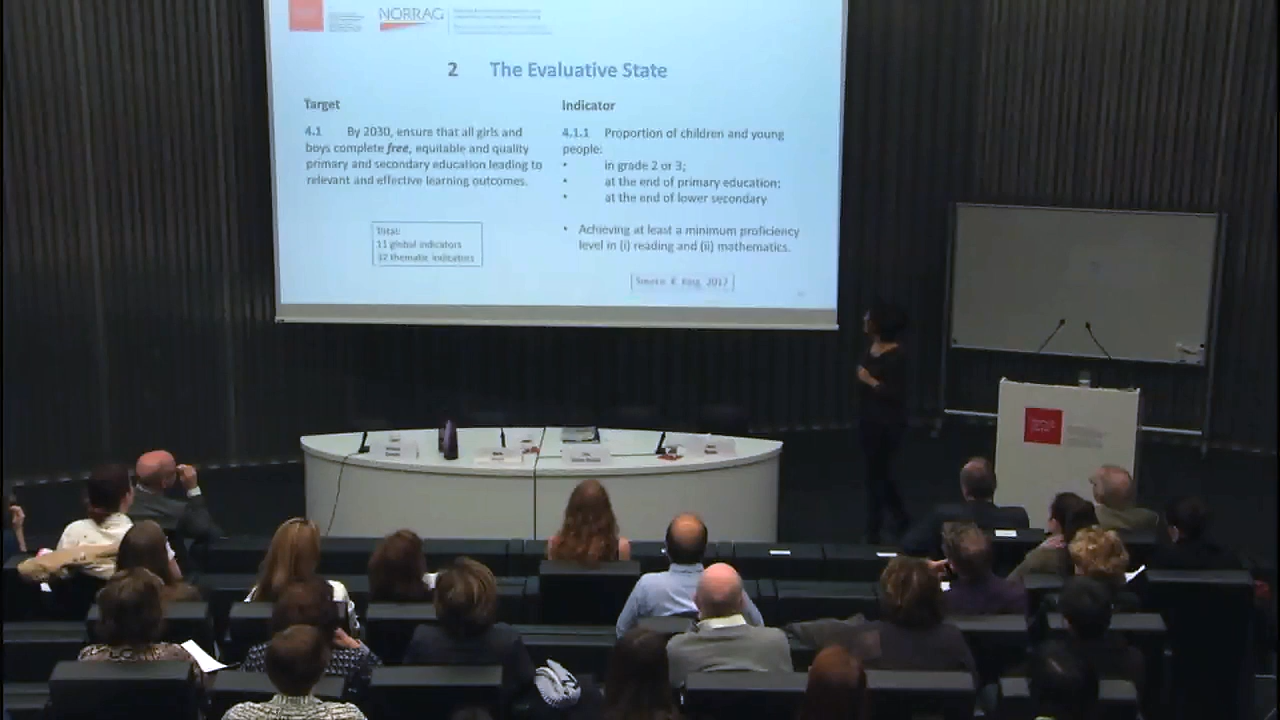 NORRAG
2 The Evaluative State
Target
4.1 By 2030, ensure that all girls and
boys complete free, equitable and quality
primary and secondary education leading to
relevant and effective learning outcomes.
Total:
11 global indicators
32 thematic indicators
Indicator
4.1.1 Proportion of children and young
people:
• in grade 2 or 3;
• at the end of primary education;
• at the end of lower secondary
• Achieving at least a minimum proficiency
level in (i) reading and (ii) mathematics.
Source: K. King, 2017